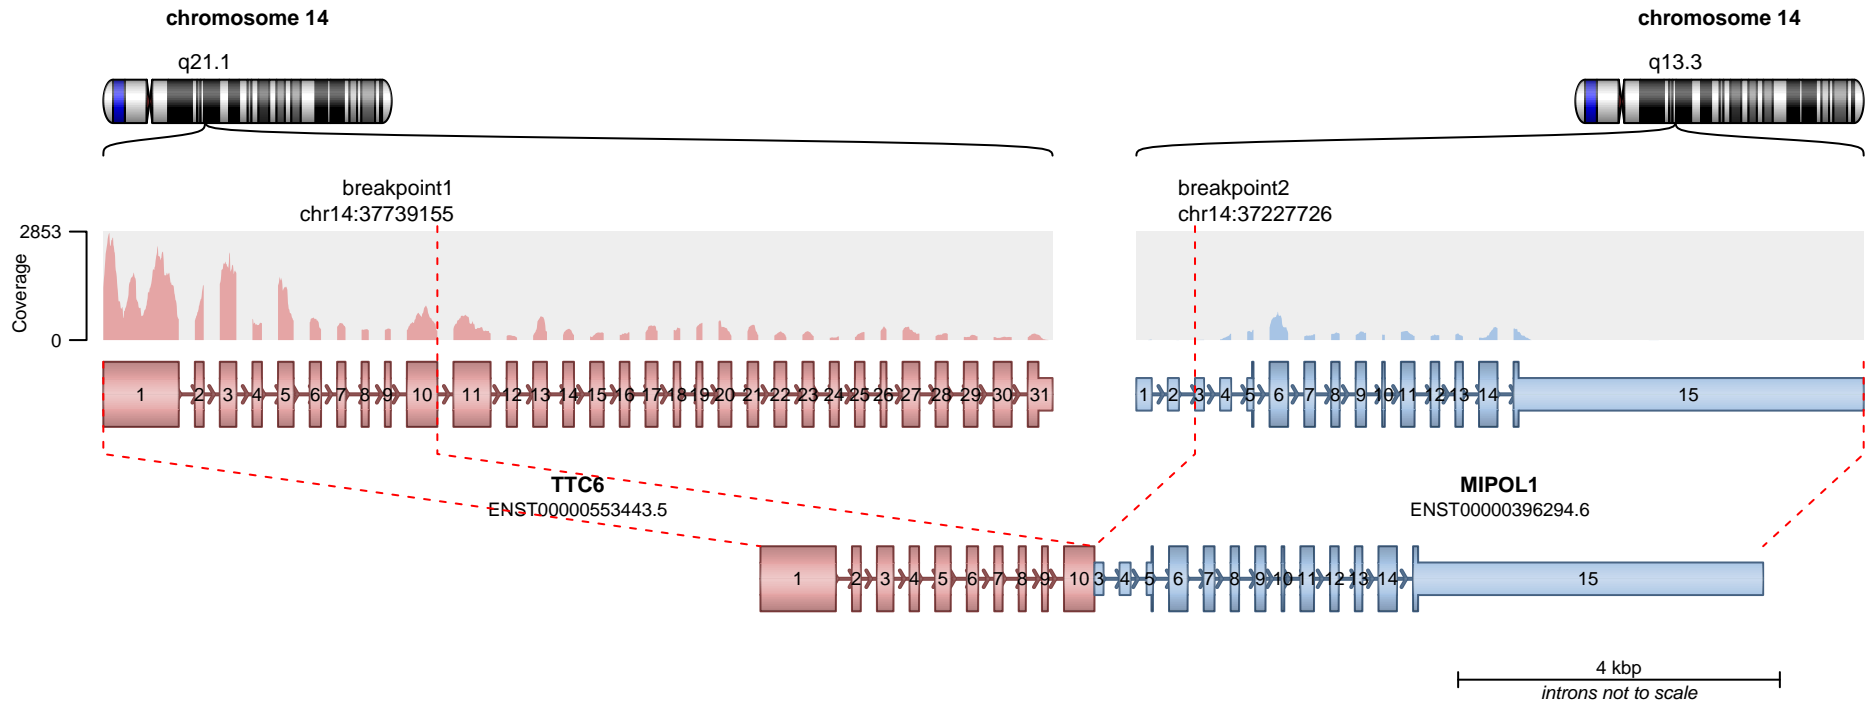 chromosome 14
chromosome 14
q21.1
q13.3
breakpoint1
chr14:37739155
breakpoint2
chr14:37227726
2853
Coverage
0
1 2 3 4 5 6 7 8 9 10 11 12 13 14 15 16 17 18 19 20 21 22 23 24 25 26 27 28 29 30 31
1 2 3 4 5 6 7 8 9 10 11 12 13 14 15
TTC6
ENST00000553443.5
MIPOL1
ENST00000396294.6
1 2 3 4 5 6 7 8 9 10 3 4 5 6 7 8 9 10 11 12 13 14 15
4 kbp
introns not to scale